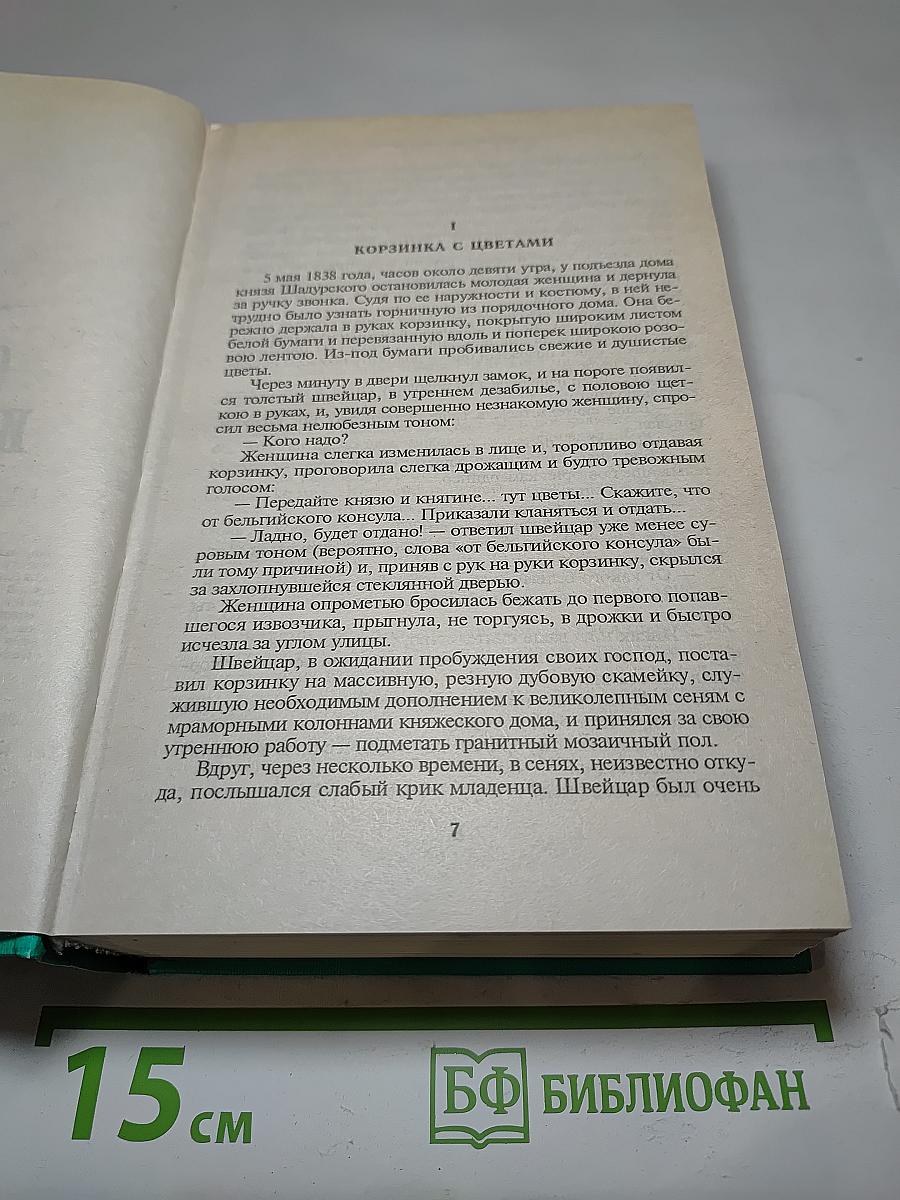 I
КОРЗИНКА С ЦВЕТАМИ
5 мая 1838 года, часов около девяти утра, у подъезда дома
князя Шадурского остановилась молодая женщина и дернула
за ручку звонка. Судя по ее наружности и костюму, в ней не-
трудно было узнать горничную из порядочного дома. Она бе-
режно держала в руках корзинку, покрытую широким листом
белой бумаги и перевязанную вдоль и поперек широкою розо-
вою лентою. Из-под бумаги пробивались свежие и душистые
цветы.
Через минуту в двери щелкнул замок, и на пороге появил-
ся толстый швейцар, в утреннем дезабилье, с половою щет-
кою в руках, и, увидя совершенно незнакомую женщину, спро-
сил весьма нелюбезным тоном:
— Кого надо?
Женщина слегка изменилась в лице и, торопливо отдавая
корзинку, проговорила слегка дрожащим и будто тревожным
голосом:
— Передайте князю и княгине... тут цветы... Скажите, что
от бельгийского консула... Приказали кланяться и отдать...
— Ладно, будет отдано! — ответил швейцар уже менее су-
ровым тоном (вероятно, слова «от бельгийского консула» бы-
ли тому причиной) и, приняв с рук на руки корзинку, скрылся
за захлопнувшейся стеклянной дверью.
Женщина опрометью бросилась бежать до первого попав-
шегося извозчика, прыгнула, не торгуясь, в дрожки и быстро
исчезла за углом улицы.
Швейцар, в ожидании пробуждения своих господ, поста-
вил корзинку на массивную, резную дубовую скамейку, слу-
жившую необходимым дополнением к великолепным сеням с
мраморными колоннами княжеского дома, и принялся за свою
утреннюю работу — подметать гранитный мозаичный пол.
Вдруг, через несколько времени, в сенях, неизвестно отку-
да, послышался слабый крик младенца. Швейцар был очень
7
15 см
БФ БИБЛИОФАН